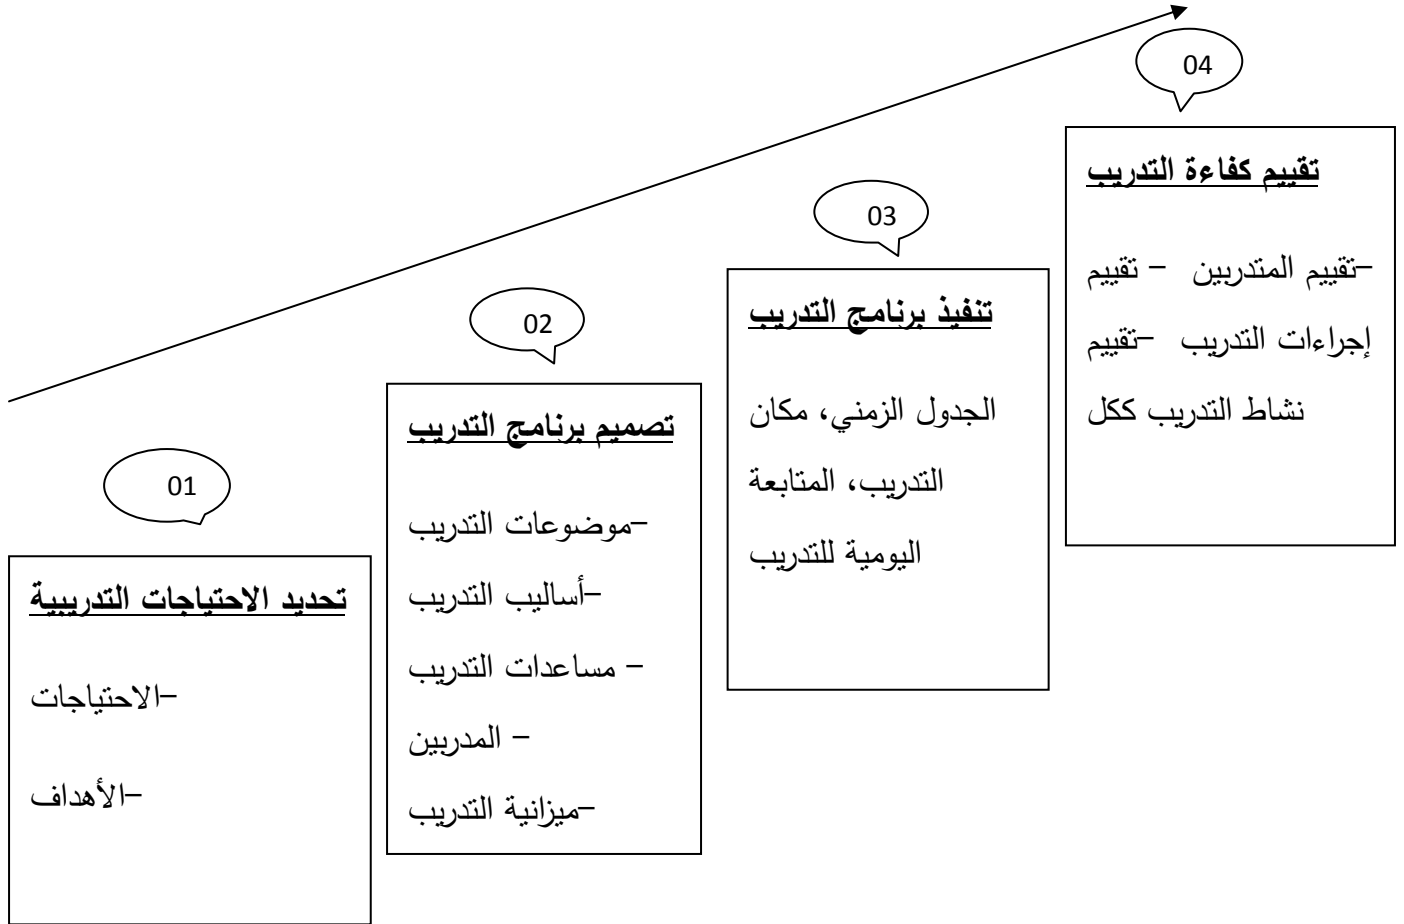 01
تحديد الاحتياجات التدريبية
-الاحتياجات
-الأهداف
02
تصميم برنامج التدريب
-موضوعات التدريب
-أساليب التدريب
- مساعدات التدريب
- المدربين
-ميزانية التدريب
03
تنفيذ برنامج التدريب
الجدول الزمني، مكان
التدريب، المتابعة
اليومية للتدريب
04
تقييم كفاءة التدريب
-تقييم المتدربين - تقييم
إجراءات التدريب -تقييم
نشاط التدريب ككل